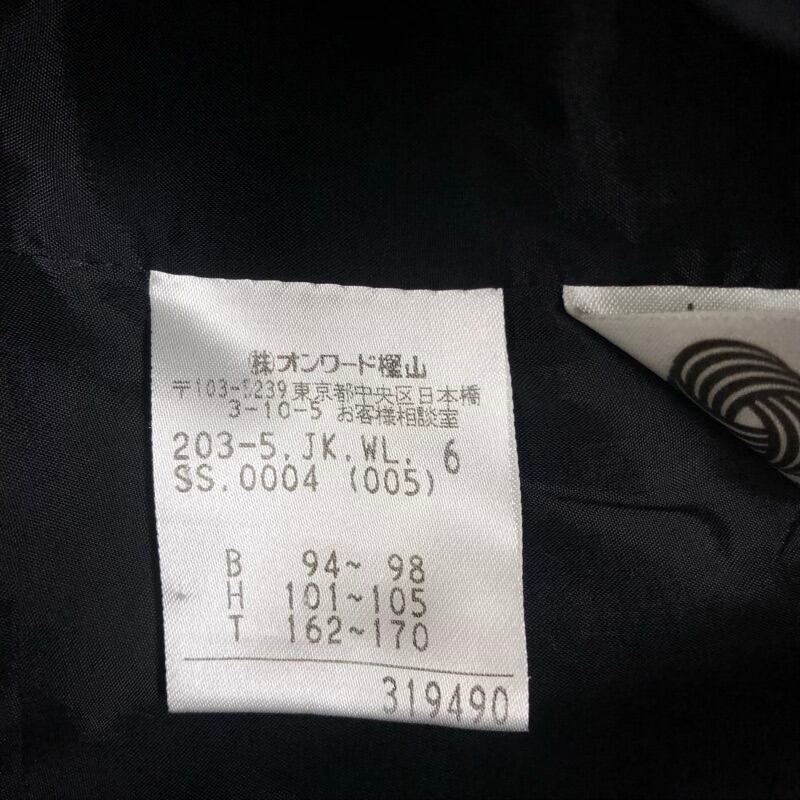 (株)オンワード樫山
〒103-8239 東京都中央区日本橋
3-10-5 お客様相談室
203-5.JK.WL. 6
SS.0004 (005)
B 94~ 98
H 101~105
T 162~170
319490